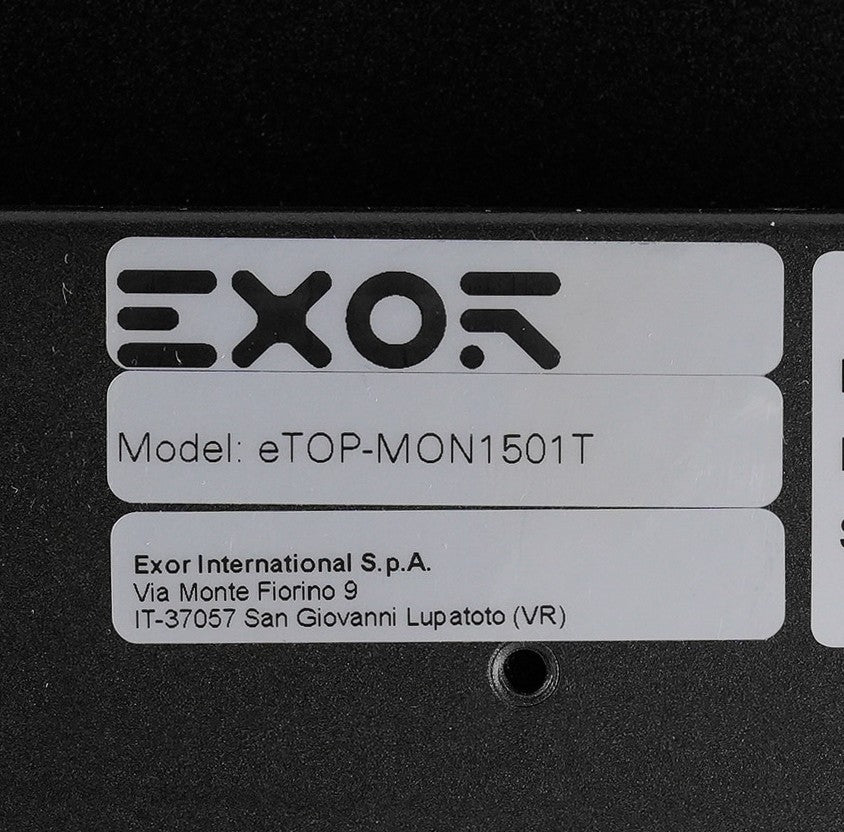 EXOR
Model: eTOP-MON1501T
Exor International S.p.A.
Via Monte Fiorino 9
IT-37057 San Giovanni Lupatoto (VR)